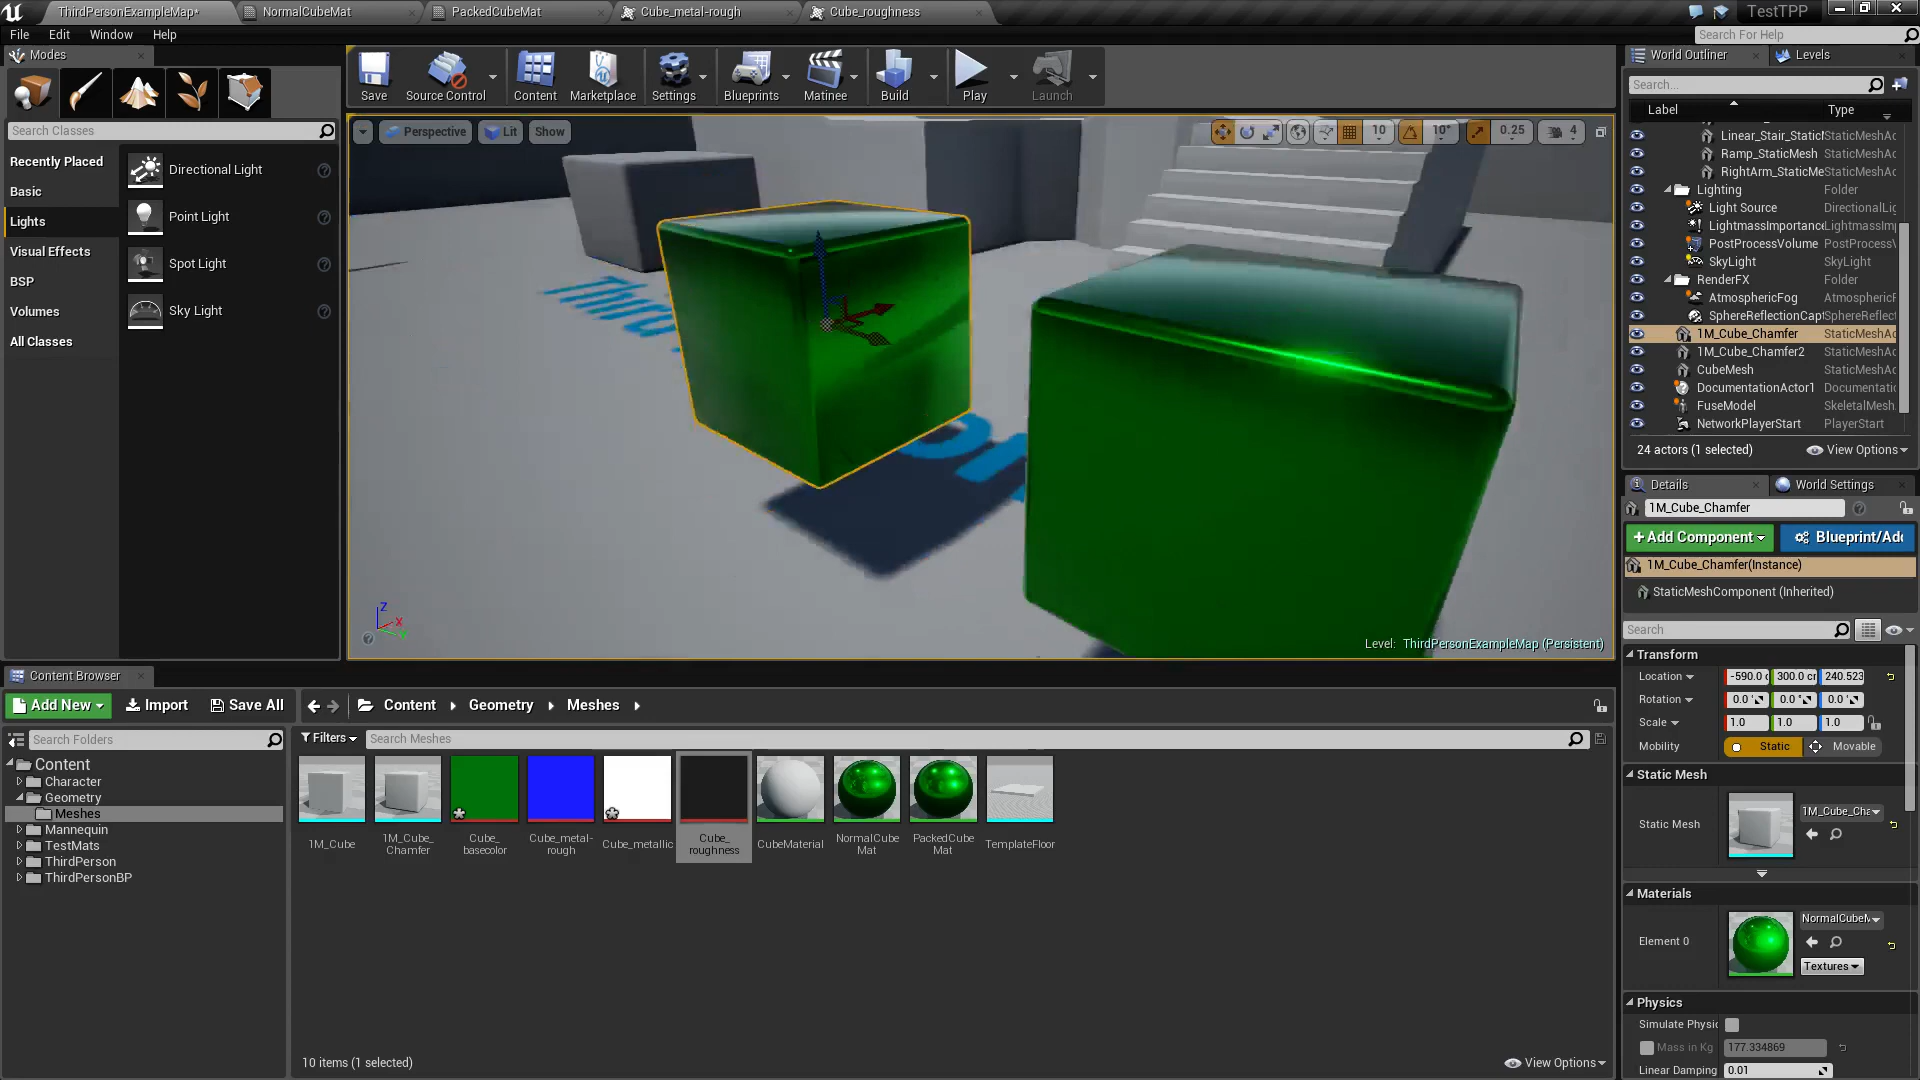 ThirdPersonExampleMap*
NormalCubeMat
PackedCubeMat
Cube_metal-rough
Cube_roughness
TestTPP
File Edit Window Help
Search For Help
Modes
Save
Source Control
Content
Marketplace
Settings
Blueprints
Matinee
Build
Play
Launch
World Outliner
Levels
Search...
Label
Type
Search Classes
Recently Placed
Basic
Lights
Visual Effects
BSP
Volumes
All Classes
Directional Light
Point Light
Spot Light
Sky Light
Perspective
Lit
Show
10
10°
0.25
4
Linear_Stair_StaticM StaticMeshAc
Ramp_StaticMesh StaticMeshAc
RightArm_StaticMe StaticMeshAc
Lighting Folder
Light Source DirectionalLig
LightmassImportance LightmassImp
PostProcessVolume PostProcessV
SkyLight SkyLight
RenderFX Folder
AtmosphericFog AtmosphericF
SphereReflectionCapt SphereReflect
1M_Cube_Chamfer StaticMeshAc
1M_Cube_Chamfer2 StaticMeshAc
CubeMesh StaticMeshAc
DocumentationActor1 Documentatic
FuseModel SkeletalMesh
NetworkPlayerStart PlayerStart
24 actors (1 selected)
View Options
Z
X
Y
Level: ThirdPersonExampleMap (Persistent)
Details
World Settings
1M_Cube_Chamfer
+ Add Component
Blueprint/Add
1M_Cube_Chamfer(Instance)
StaticMeshComponent (Inherited)
Search
Transform
Location -590.0 c 300.0 cr 240.523
Rotation 0.0 ° 0.0 ° 0.0 °
Scale 1.0 1.0 1.0
Mobility Static Movable
Static Mesh
Static Mesh
1M_Cube_Cha
Materials
Element 0
NormalCubeM
Textures
Physics
Simulate Physic
Mass in Kg 177.334869
Linear Damping 0.01
Content Browser
Add New
Import
Save All
Content
Geometry
Meshes
Search Folders
Filters
Search Meshes
Content
Character
Geometry
Meshes
Mannequin
TestMats
ThirdPerson
ThirdPersonBP
1M_Cube
1M_Cube_
Chamfer
Cube_
basecolor
Cube_metal-
rough
Cube_metallic
Cube_
roughness
CubeMaterial
NormalCube
Mat
PackedCube
Mat
TemplateFloor
10 items (1 selected)
View Options